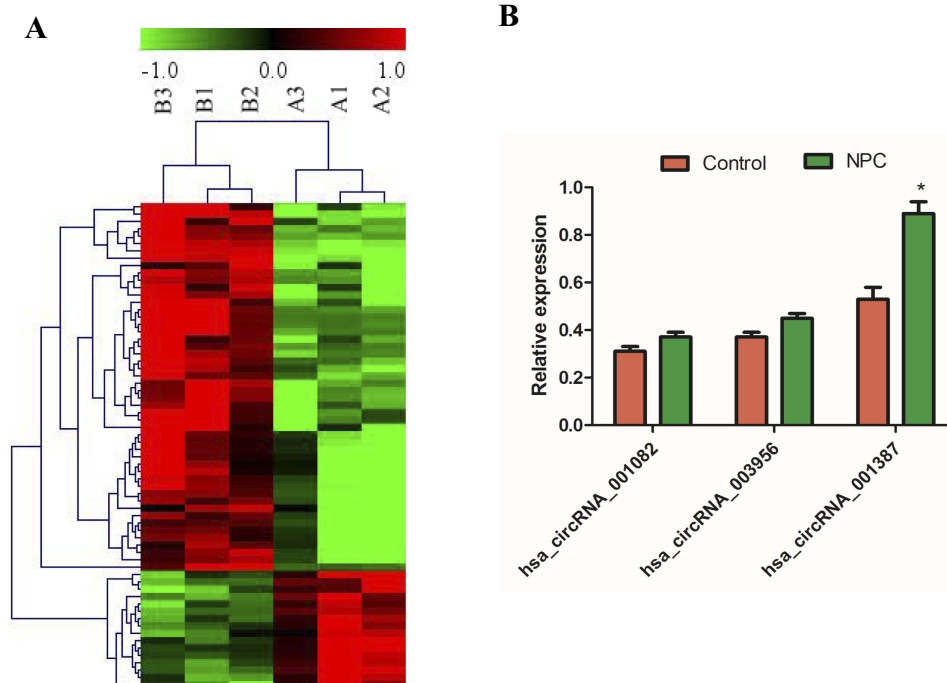 A
-1.0 0.0 1.0
B3 B1 B2 A3 A1 A2
B
Control NPC
*
Relative expression
1.0
0.8
0.6
0.4
0.2
0.0
hsa_circRNA_001082
hsa_circRNA_003956
hsa_circRNA_001387